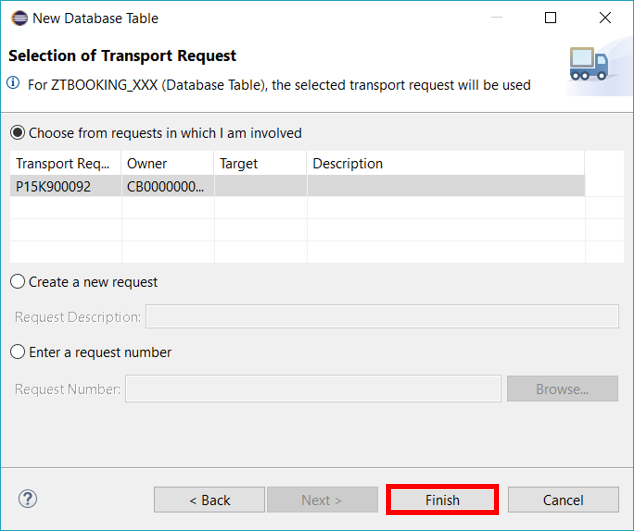 New Database Table
Selection of Transport Request
For ZTBOOKING_XXX (Database Table), the selected transport request will be used
Choose from requests in which I am involved
Transport Req... Owner Target Description
P15K900092 CB0000000...
Create a new request
Request Description:
Enter a request number
Request Number: Browse...
? < Back Next > Finish Cancel